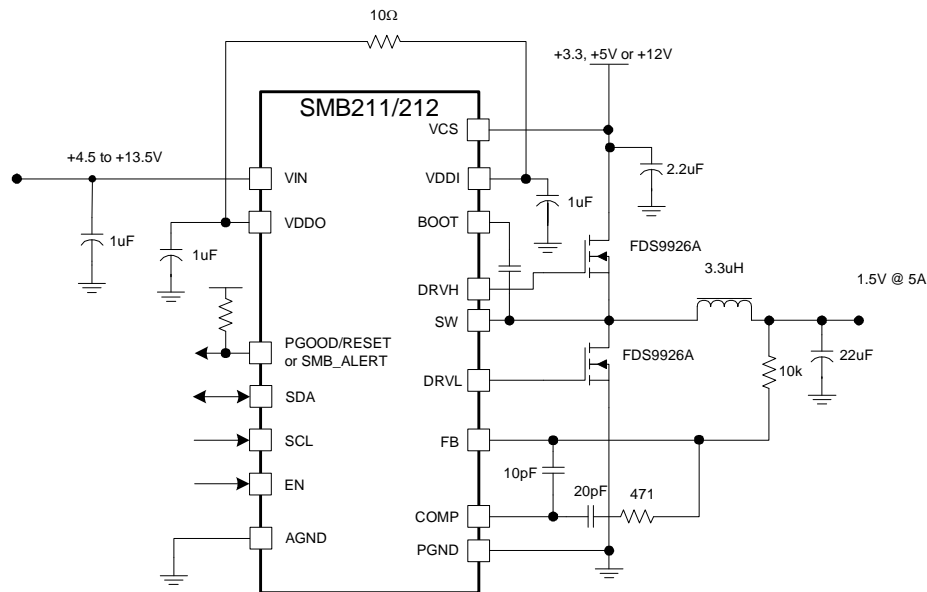 10Ω
+3.3, +5V or +12V
SMB211/212
VCS
+4.5 to +13.5V
2.2uF
VIN
VDDI
1uF
VDDO
BOOT
1uF
1uF
FDS9926A
3.3uH
1.5V @ 5A
DRVH
SW
PGOOD/RESET
or SMB_ALERT
FDS9926A
22uF
10k
DRVL
SDA
SCL
FB
10pF
EN
20pF
471
COMP
AGND
PGND